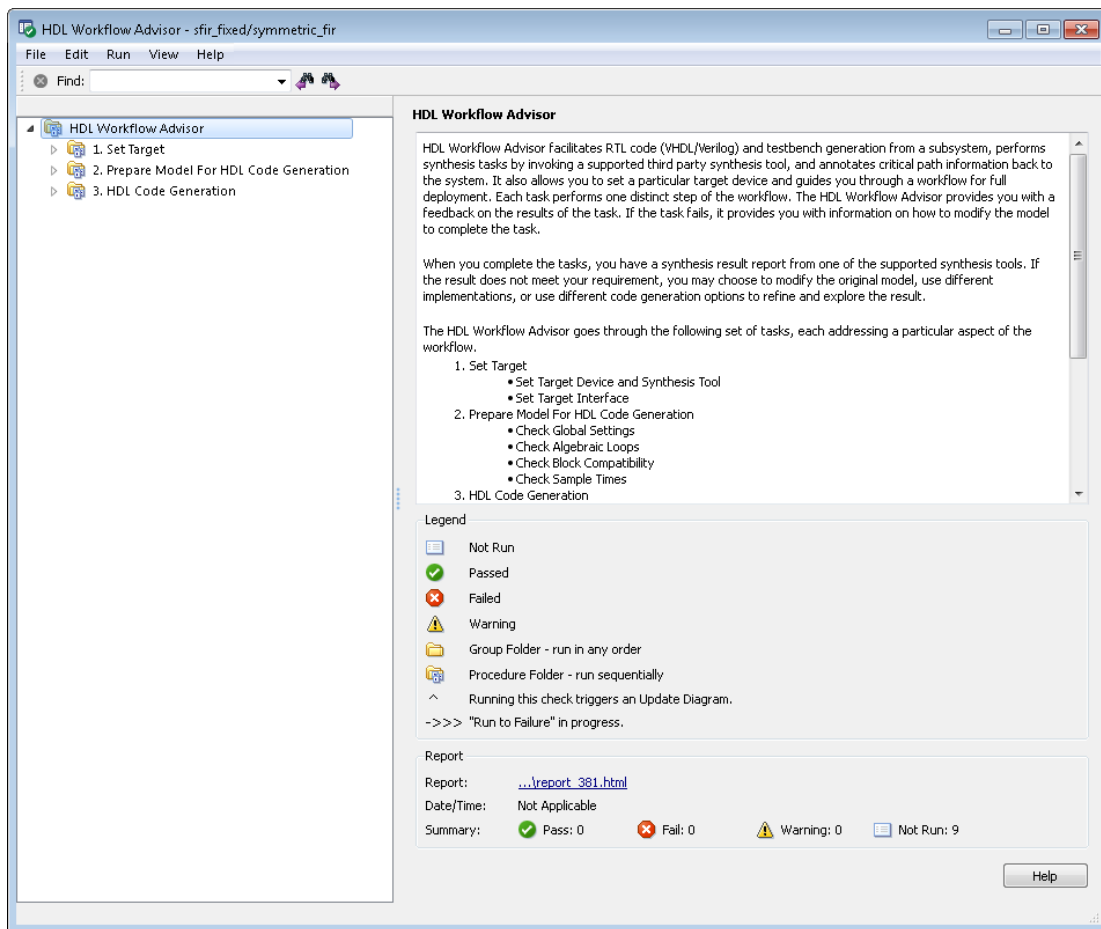 HDL Workflow Advisor - sfir_fixed/symmetric_fir
File Edit Run View Help
Find:
HDL Workflow Advisor
1. Set Target
2. Prepare Model For HDL Code Generation
3. HDL Code Generation
HDL Workflow Advisor
HDL Workflow Advisor facilitates RTL code (VHDL/Verilog) and testbench generation from a subsystem, performs
synthesis tasks by invoking a supported third party synthesis tool, and annotates critical path information back to
the system. It also allows you to set a particular target device and guides you through a workflow for full
deployment. Each task performs one distinct step of the workflow. The HDL Workflow Advisor provides you with a
feedback on the results of the task. If the task fails, it provides you with information on how to modify the model
to complete the task.
When you complete the tasks, you have a synthesis result report from one of the supported synthesis tools. If
the result does not meet your requirement, you may choose to modify the original model, use different
implementations, or use different code generation options to refine and explore the result.
The HDL Workflow Advisor goes through the following set of tasks, each addressing a particular aspect of the
workflow.
1. Set Target
• Set Target Device and Synthesis Tool
• Set Target Interface
2. Prepare Model For HDL Code Generation
• Check Global Settings
• Check Algebraic Loops
• Check Block Compatibility
• Check Sample Times
3. HDL Code Generation
Legend
Not Run
Passed
Failed
Warning
Group Folder - run in any order
Procedure Folder - run sequentially
^ Running this check triggers an Update Diagram.
->>> "Run to Failure" in progress.
Report
Report: ...\report_381.html
Date/Time: Not Applicable
Summary: Pass: 0 Fail: 0 Warning: 0 Not Run: 9
Help